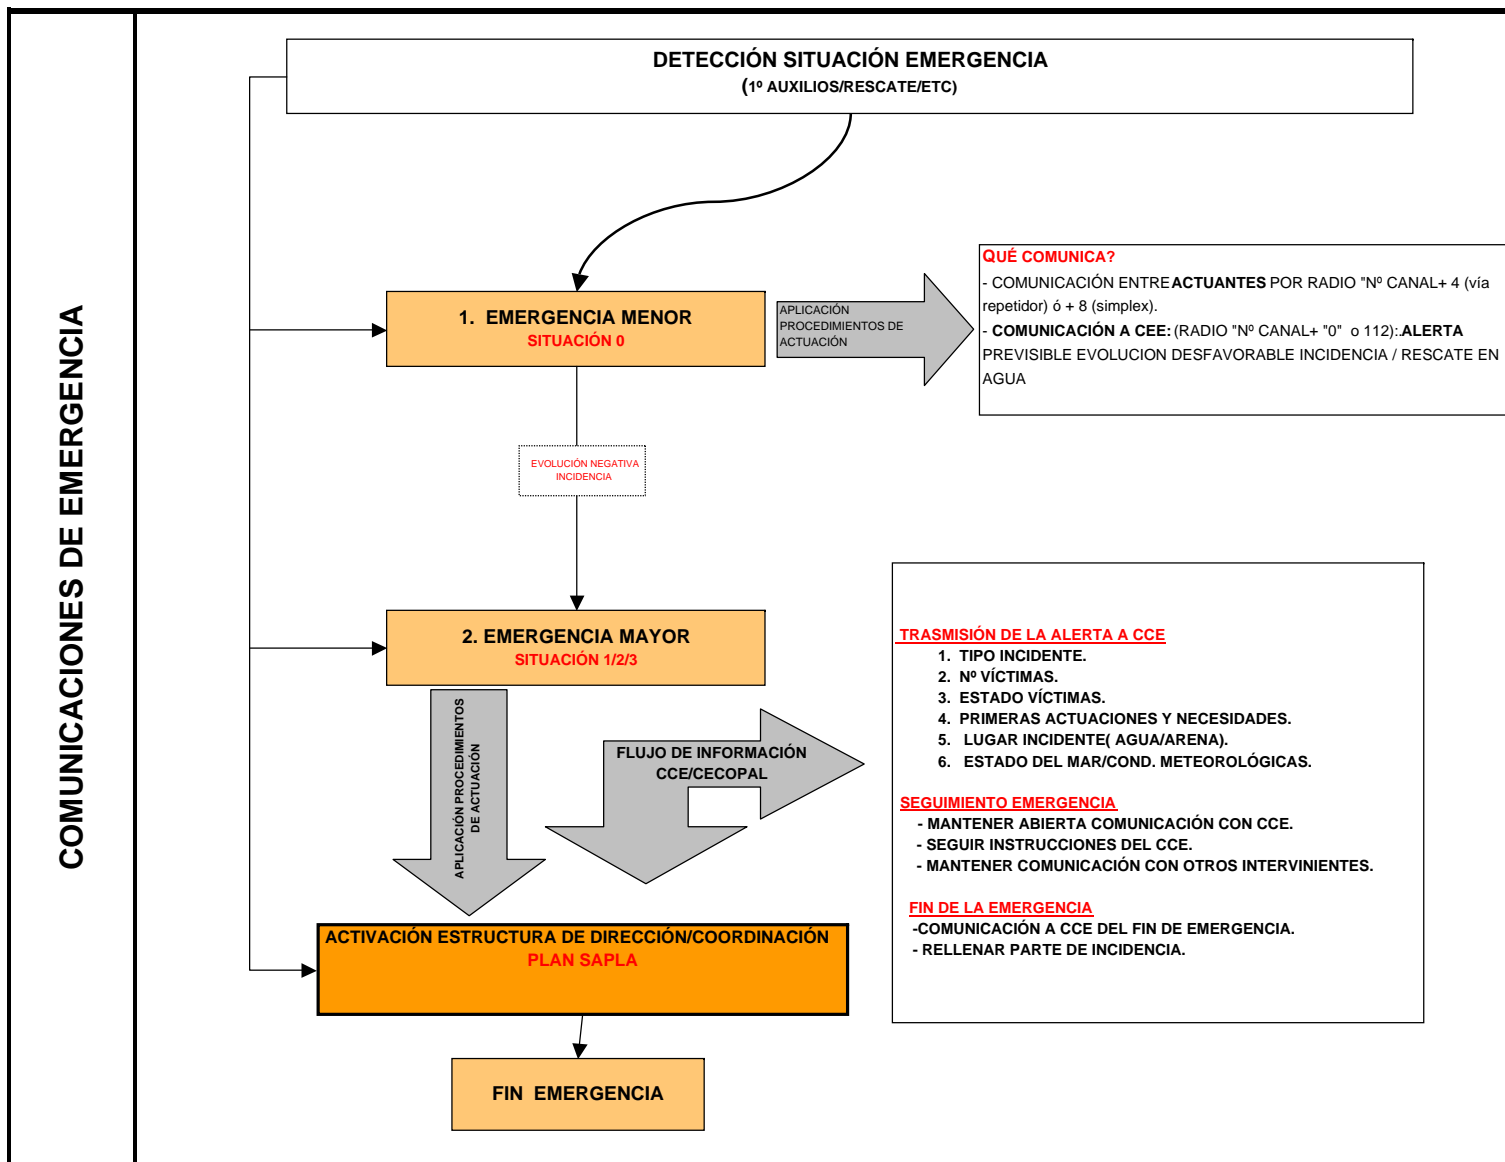 COMUNICACIONES DE EMERGENCIA
DETECCIÓN SITUACIÓN EMERGENCIA
(1º AUXILIOS/RESCATE/ETC)
1. EMERGENCIA MENOR
SITUACIÓN 0
APLICACIÓN
PROCEDIMIENTOS DE
ACTUACIÓN
QUÉ COMUNICA?
- COMUNICACIÓN ENTRE ACTUANTES POR RADIO "Nº CANAL+ 4 (vía
repetidor) ó + 8 (simplex).
- COMUNICACIÓN A CEE: (RADIO "Nº CANAL+ "0" o 112):.ALERTA
PREVISIBLE EVOLUCION DESFAVORABLE INCIDENCIA / RESCATE EN
AGUA
EVOLUCIÓN NEGATIVA
INCIDENCIA
2. EMERGENCIA MAYOR
SITUACIÓN 1/2/3
APLICACIÓN PROCEDIMIENTOS
DE ACTUACIÓN
FLUJO DE INFORMACIÓN
CCE/CECOPAL
TRASMISIÓN DE LA ALERTA A CCE
1. TIPO INCIDENTE.
2. Nº VÍCTIMAS.
3. ESTADO VÍCTIMAS.
4. PRIMERAS ACTUACIONES Y NECESIDADES.
5. LUGAR INCIDENTE( AGUA/ARENA).
6. ESTADO DEL MAR/COND. METEOROLÓGICAS.
SEGUIMIENTO EMERGENCIA
- MANTENER ABIERTA COMUNICACIÓN CON CCE.
- SEGUIR INSTRUCCIONES DEL CCE.
- MANTENER COMUNICACIÓN CON OTROS INTERVINIENTES.
FIN DE LA EMERGENCIA
-COMUNICACIÓN A CCE DEL FIN DE EMERGENCIA.
- RELLENAR PARTE DE INCIDENCIA.
ACTIVACIÓN ESTRUCTURA DE DIRECCIÓN/COORDINACIÓN
PLAN SAPLA
FIN EMERGENCIA